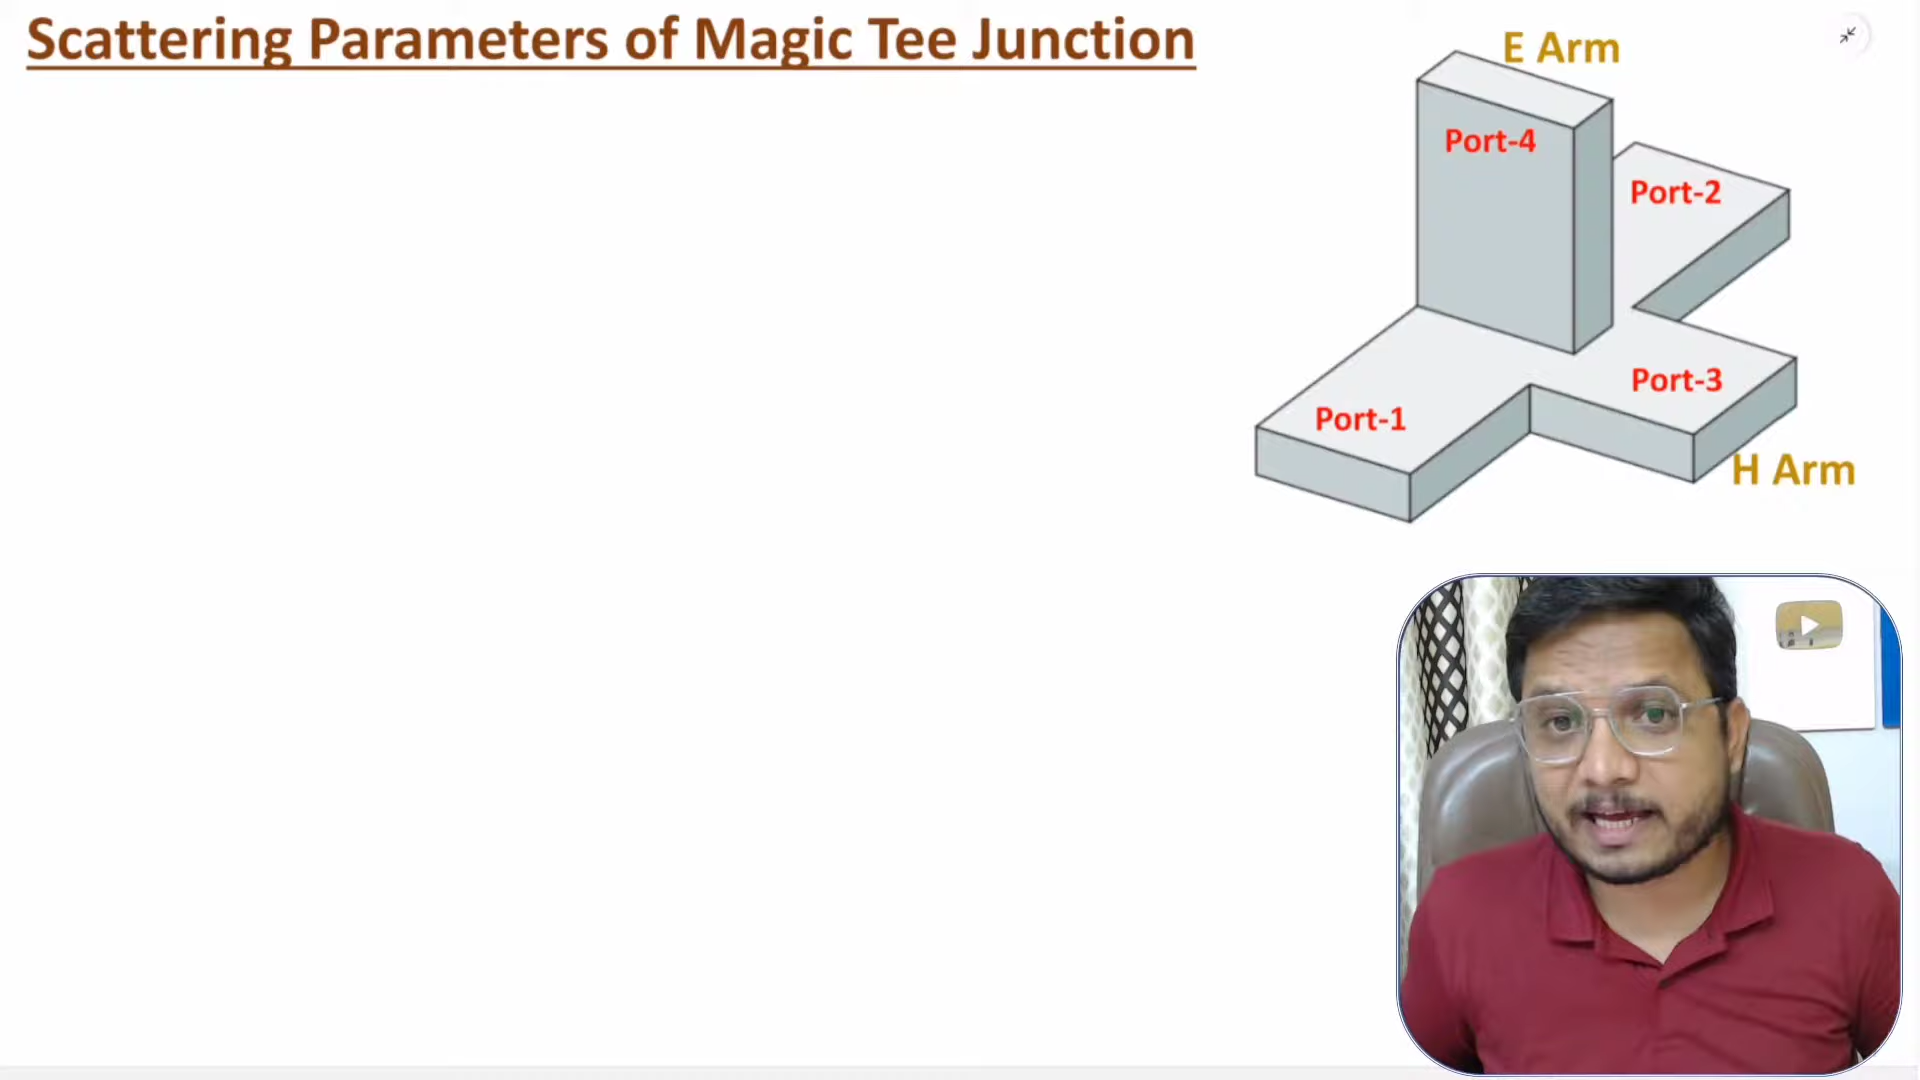 Scattering Parameters of Magic Tee Junction
E Arm
Port-4
Port-2
Port-3
Port-1
H Arm